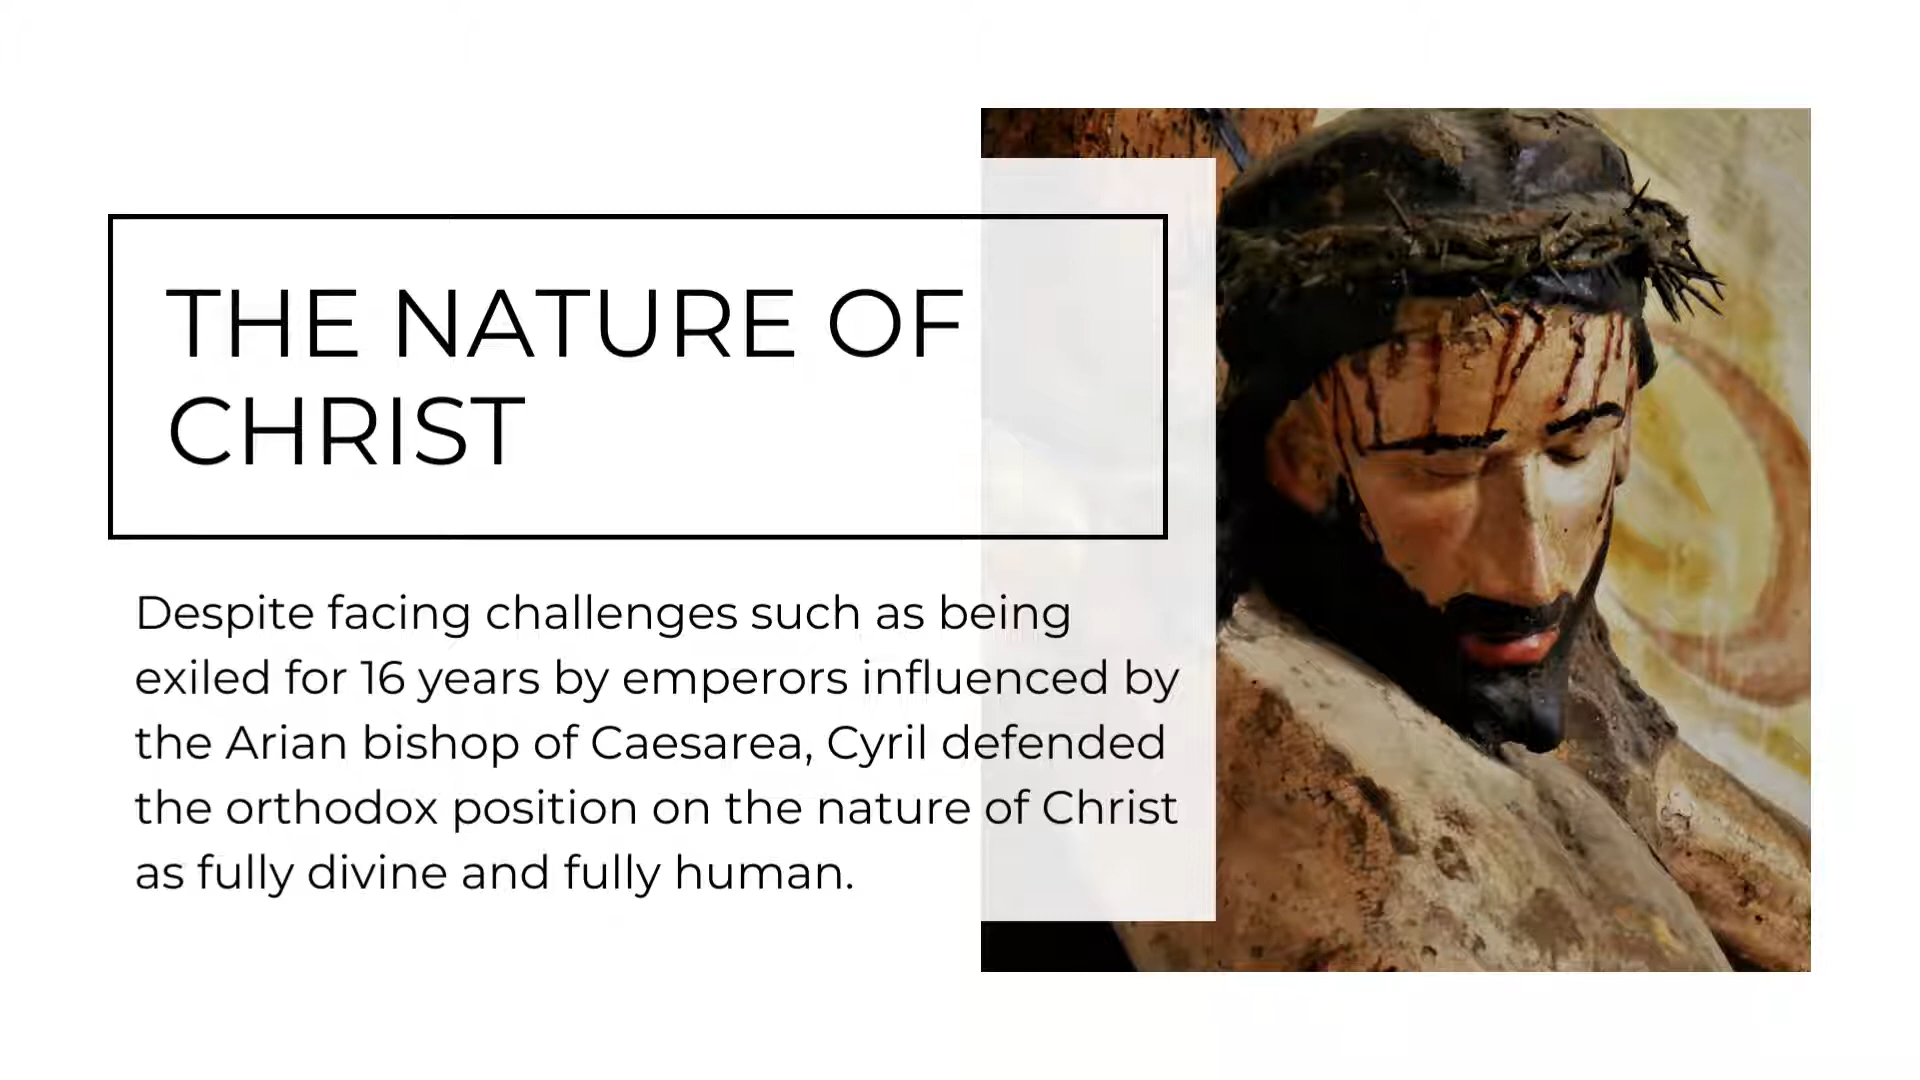 THE NATURE OF
CHRIST
Despite facing challenges such as being
exiled for 16 years by emperors influenced by
the Arian bishop of Caesarea, Cyril defended
the orthodox position on the nature of Christ
as fully divine and fully human.